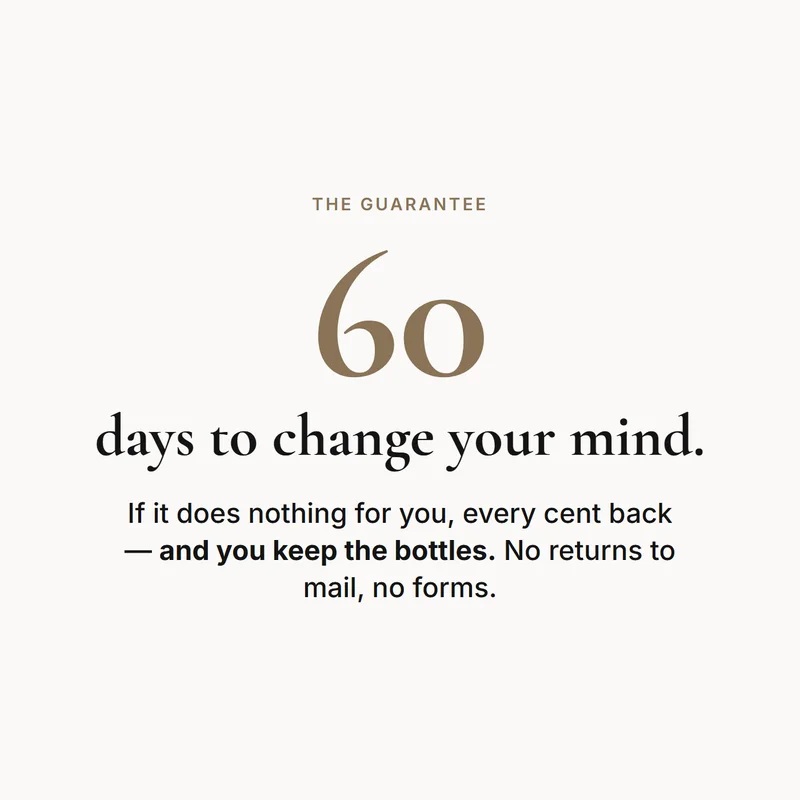 THE GUARANTEE
60
days to change your mind.
If it does nothing for you, every cent back
— and you keep the bottles. No returns to
mail, no forms.